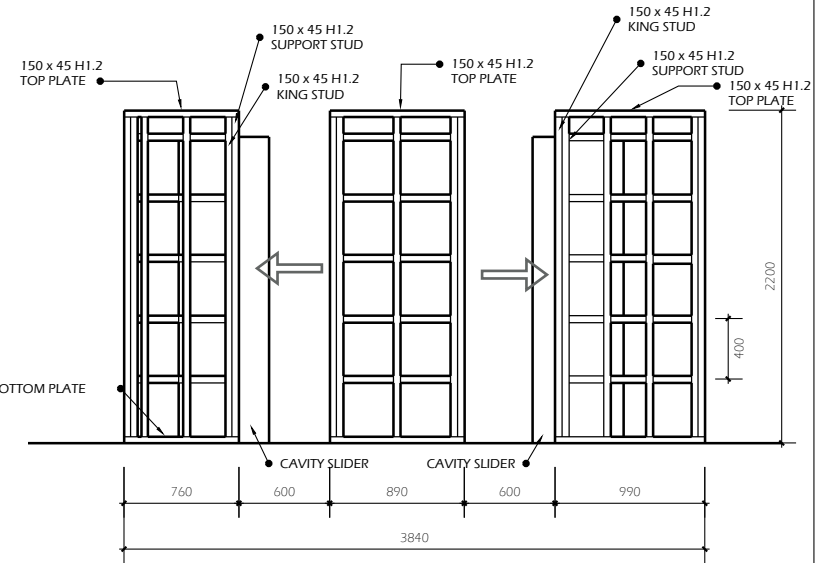 150 x 45 H1.2
KING STUD
150 x 45 H1.2
SUPPORT STUD
150 x 45 H1.2
TOP PLATE
150 x 45 H1.2
KING STUD
150 x 45 H1.2
TOP PLATE
150 x 45 H1.2
SUPPORT STUD
150 x 45 H1.2
TOP PLATE
2200
400
OTTOM PLATE
CAVITY SLIDER
CAVITY SLIDER
760
600
890
600
990
3840